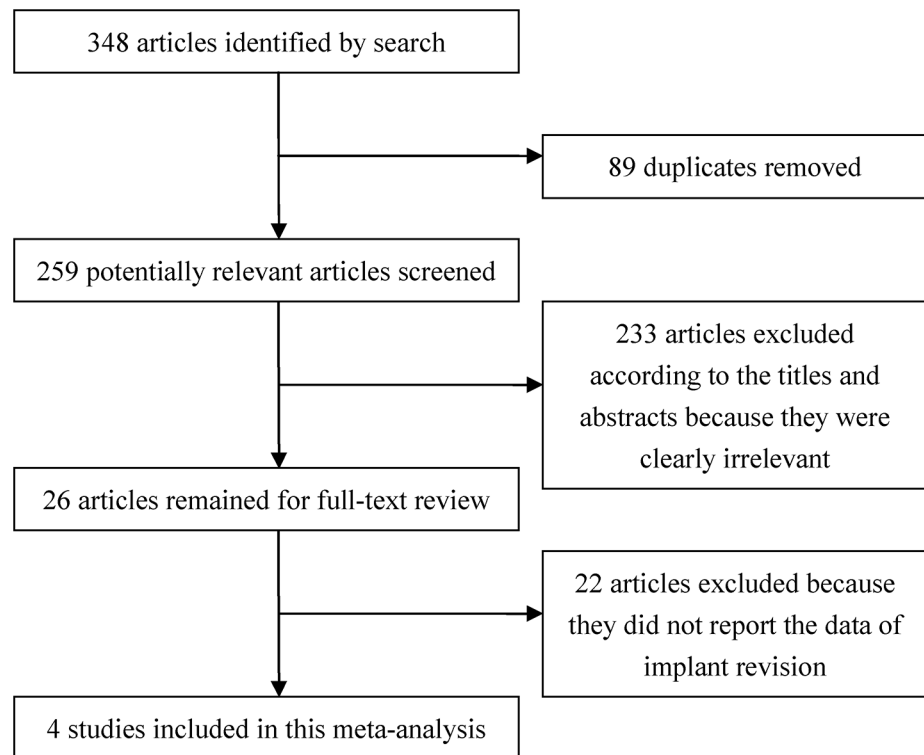 348 articles identified by search
89 duplicates removed
259 potentially relevant articles screened
233 articles excluded
according to the titles and
abstracts because they were
clearly irrelevant
26 articles remained for full-text review
22 articles excluded because
they did not report the data of
implant revision
4 studies included in this meta-analysis